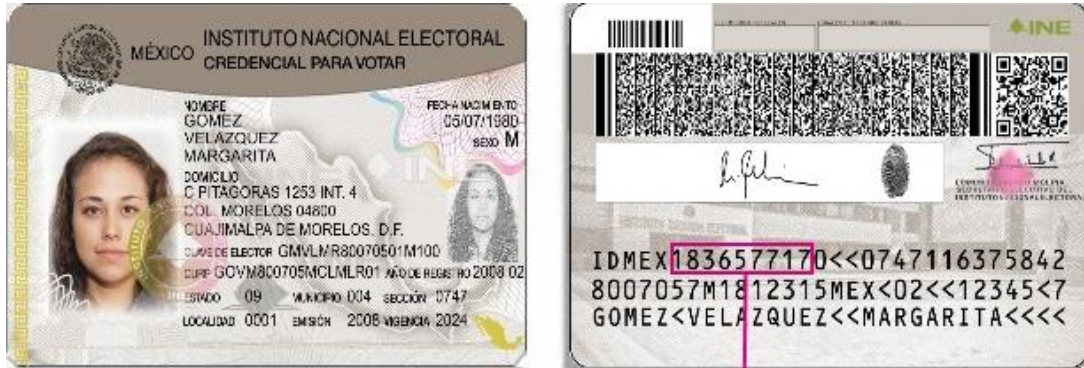 MÉXICO
INSTITUTO NACIONAL ELECTORAL
CREDENCIAL PARA VOTAR
NOMBRE
GOMEZ
VELAZQUEZ
MARGARITA
FECHA NACIMIENTO
05/07/1980
SEXO M
DOMICILIO
C PITAGORAS 1253 INT. 4
COL. MORELOS 04800
CUAJIMALPA DE MORELOS, D.F.
CLAVE DE ELECTOR GMVLMR80070501M100
CURP GOVM800705MCLMLR01 AÑO DE REGISTRO 2008 02
ESTADO 09 MUNICIPIO 004 SECCIÓN 0747
LOCALIDAD 0001 EMISIÓN 2008 VIGENCIA 2024
INE
IDMEX1836577170<<0747116375842
8007057M1812315MEX<02<<12345<7
GOMEZ<VELAZQUEZ<<MARGARITA<<<<